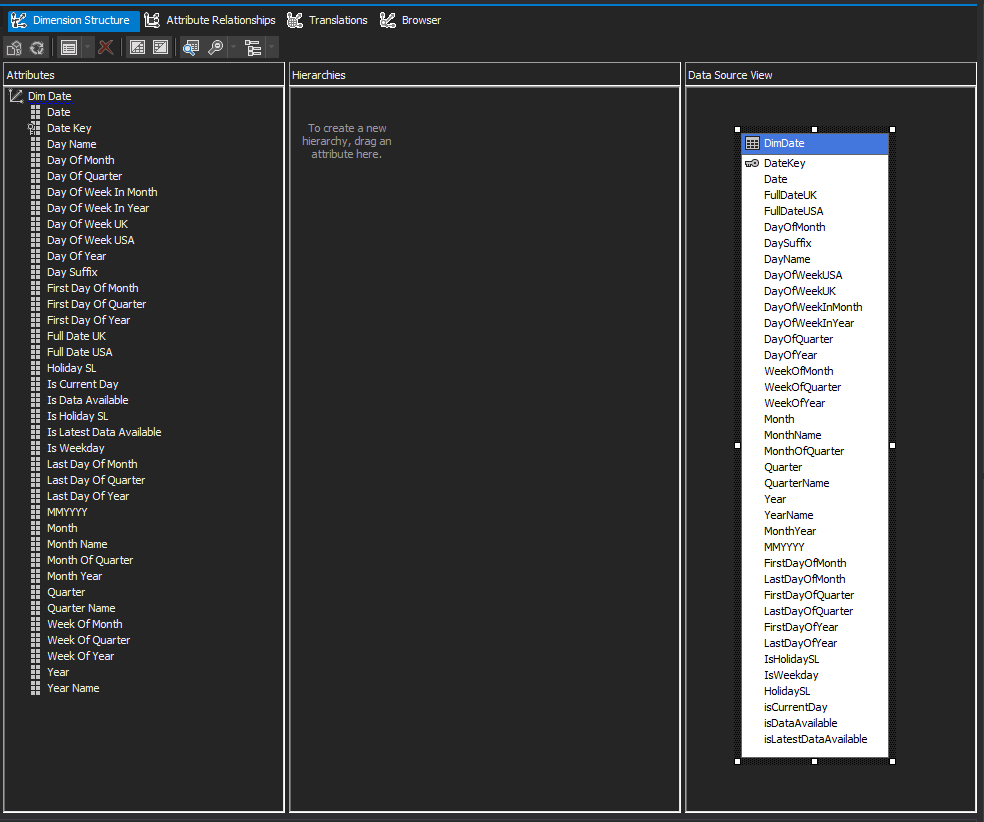 Dimension Structure
Attribute Relationships
Translations
Browser
Attributes
Dim Date
Date
Date Key
Day Name
Day Of Month
Day Of Quarter
Day Of Week In Month
Day Of Week In Year
Day Of Week UK
Day Of Week USA
Day Of Year
Day Suffix
First Day Of Month
First Day Of Quarter
First Day Of Year
Full Date UK
Full Date USA
Holiday SL
Is Current Day
Is Data Available
Is Holiday SL
Is Latest Data Available
Is Weekday
Last Day Of Month
Last Day Of Quarter
Last Day Of Year
MMYYYY
Month
Month Name
Month Of Quarter
Month Year
Quarter
Quarter Name
Week Of Month
Week Of Quarter
Week Of Year
Year
Year Name
Hierarchies
To create a new
hierarchy, drag an
attribute here.
Data Source View
DimDate
DateKey
Date
FullDateUK
FullDateUSA
DayOfMonth
DaySuffix
DayName
DayOfWeekUSA
DayOfWeekUK
DayOfWeekInMonth
DayOfWeekInYear
DayOfQuarter
DayOfYear
WeekOfMonth
WeekOfQuarter
WeekOfYear
Month
MonthName
MonthOfQuarter
Quarter
QuarterName
Year
YearName
MonthYear
MMYYYY
FirstDayOfMonth
LastDayOfMonth
FirstDayOfQuarter
LastDayOfQuarter
FirstDayOfYear
LastDayOfYear
IsHolidaySL
IsWeekday
HolidaySL
isCurrentDay
isDataAvailable
isLatestDataAvailable